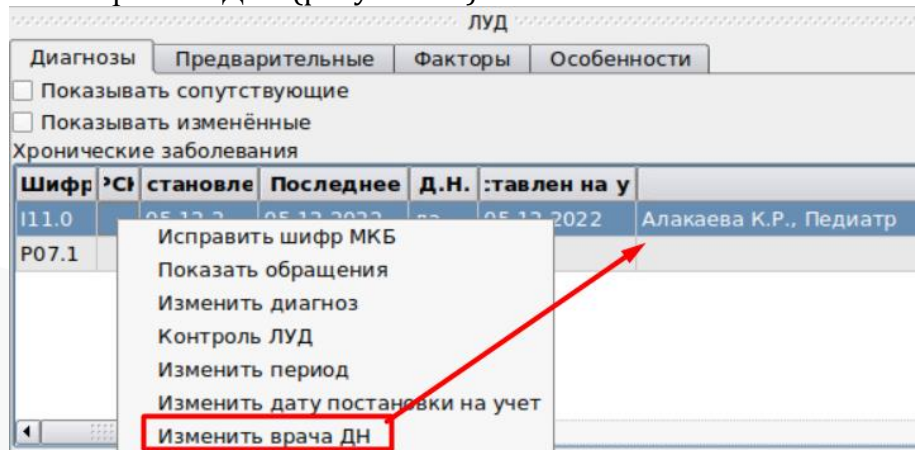 ЛУД
Диагнозы Предварительные Факторы Особенности
Показывать сопутствующие
Показывать изменённые
Хронические заболевания
Шифр становле Последнее Д.Н. ставлен на у
I11.0 2022 Алакаева К.Р., Педиатр
P07.1
Исправить шифр МКБ
Показать обращения
Изменить диагноз
Контроль ЛУД
Изменить период
Изменить дату постановки на учет
Изменить врача ДН